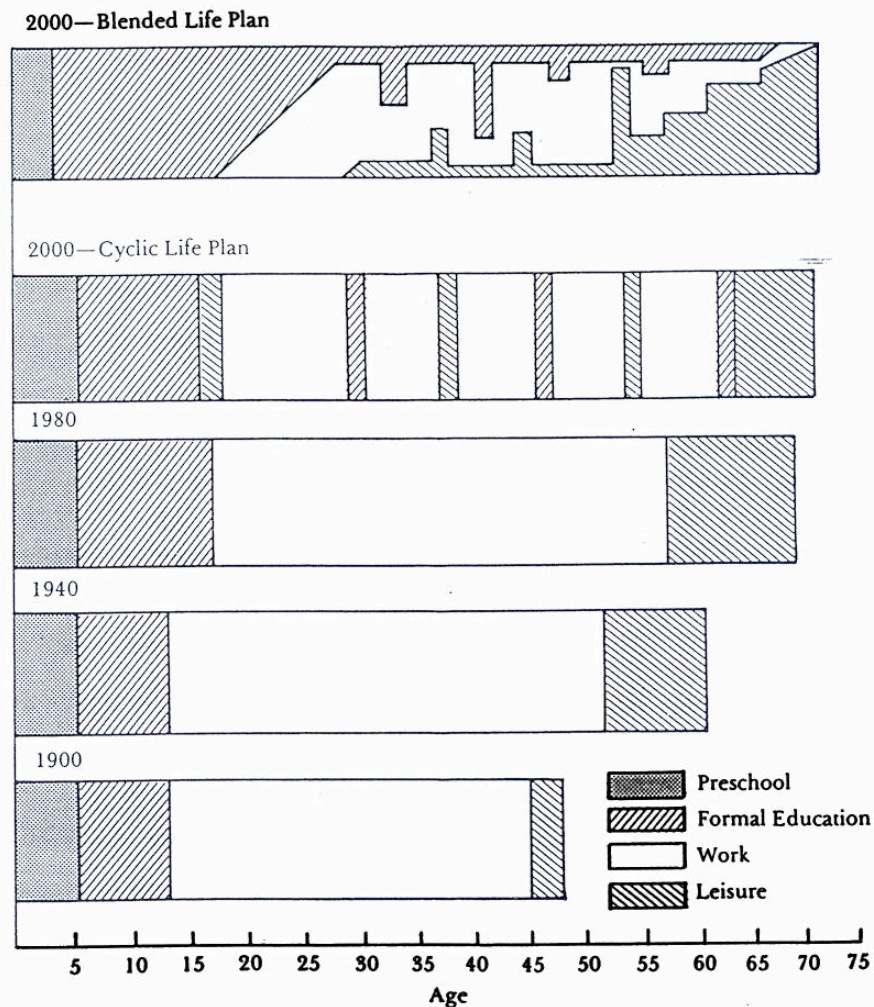 2000—Blended Life Plan
2000—Cyclic Life Plan
1980
1940
1900
Preschool
Formal Education
Work
Leisure
5 10 15 20 25 30 35 40 45 50 55 60 65 70 75
Age